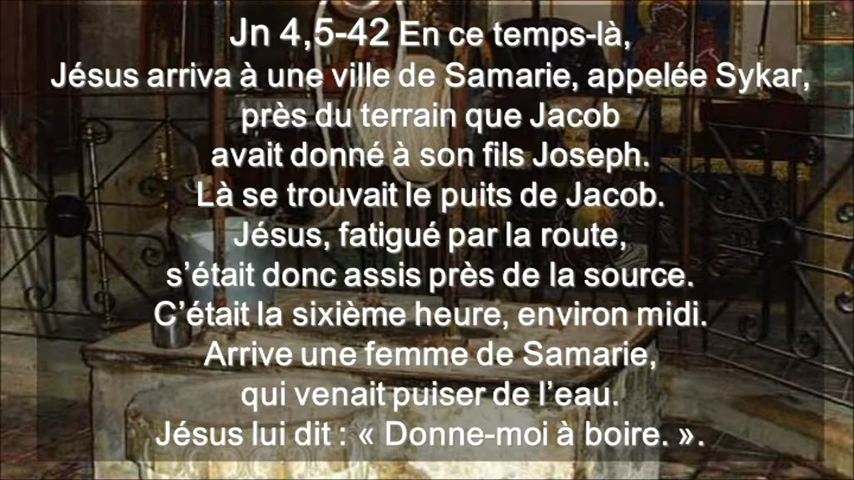 Jn 4,5-42 En ce temps-là,
Jésus arriva à une ville de Samarie, appelée Sykar,
près du terrain que Jacob
avait donné à son fils Joseph.
Là se trouvait le puits de Jacob.
Jésus, fatigué par la route,
s’était donc assis près de la source.
C’était la sixième heure, environ midi.
Arrive une femme de Samarie,
qui venait puiser de l’eau.
Jésus lui dit : « Donne-moi à boire. ».